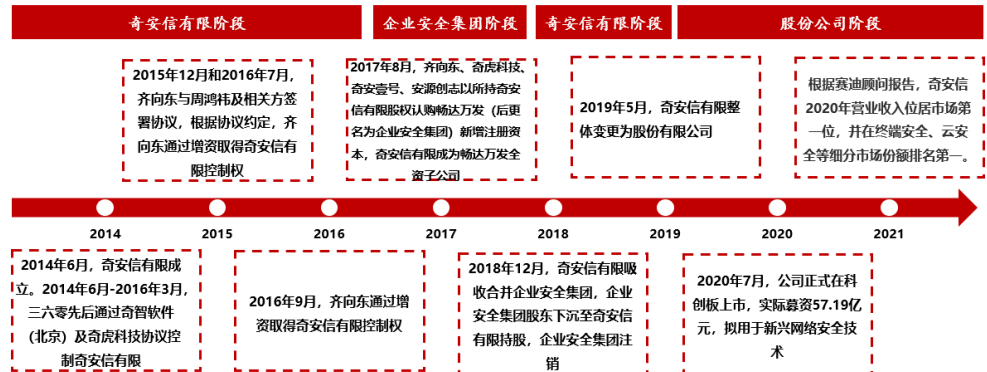 奇安信有限阶段
企业安全集团阶段
奇安信有限阶段
股份公司阶段
2015年12月和2016年7月，
齐向东与周鸿祎及相关方签
署协议，根据协议约定，齐
向东通过增资取得奇安信有
限控制权
2017年8月，齐向东、奇虎科技、
奇安壹号、安源创志以所持奇安
信有限股权认购畅达万发（后更
名为企业安全集团）新增注册资
本，奇安信有限成为畅达万发全
资子公司
2019年5月，奇安信有限整
体变更为股份有限公司
根据赛迪顾问报告，奇安信
2020年营业收入位居市场第
一位，并在终端安全、云安
全等细分市场份额排名第一。
2014
2015
2016
2017
2018
2019
2020
2021
2014年6月，奇安信有限成
立。2014年6月-2016年3月，
三六零先后通过奇智软件
（北京）及奇虎科技协议控
制奇安信有限
2016年9月，齐向东通过增
资取得奇安信有限控制权
2018年12月，奇安信有限吸
收合并企业安全集团，企业
安全集团股东下沉至奇安信
有限持股，企业安全集团注
销
2020年7月，公司正式在科
创板上市，实际募资57.19亿
元，拟用于新兴网络安全技
术